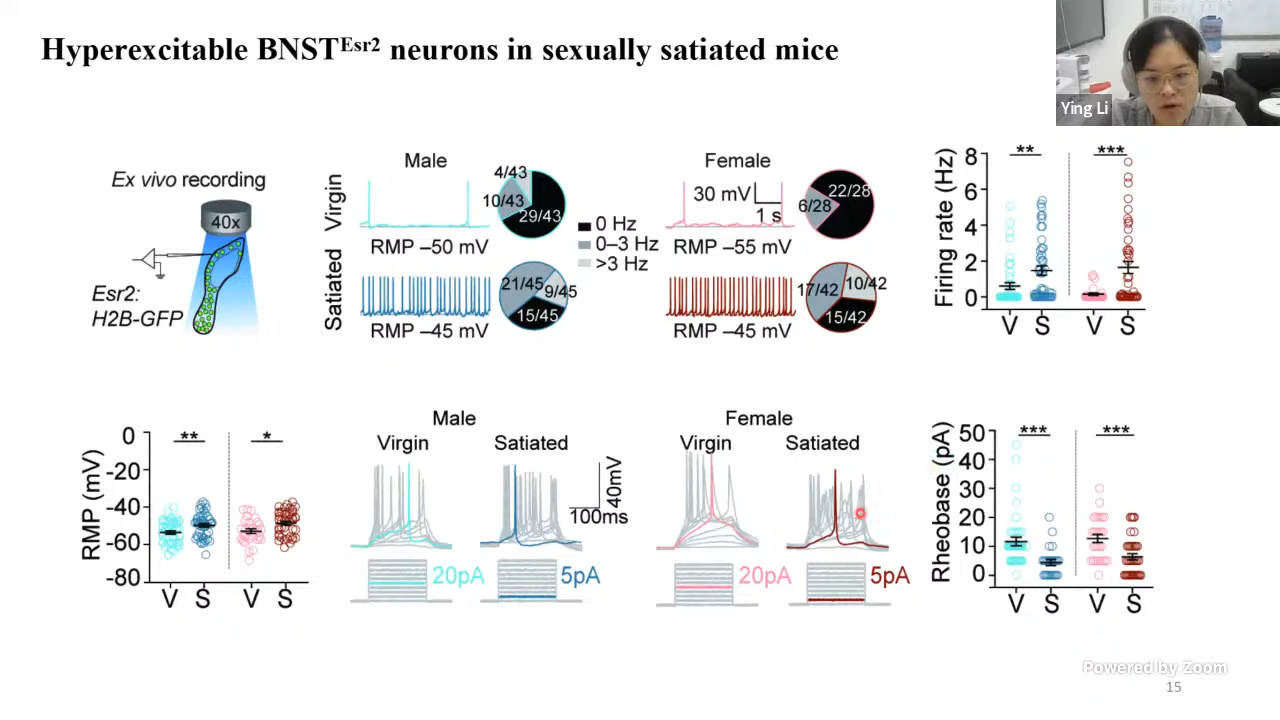 Hyperexcitable BNSTEsr2 neurons in sexually satiated mice
Ying Li
Ex vivo recording
40x
Esr2:
H2B-GFP
Male
Virgin
4/43
10/43
29/43
RMP –50 mV
0 Hz
0–3 Hz
>3 Hz
Satiated
21/45
9/45
15/45
RMP –45 mV
Female
30 mV
1 s
22/28
6/28
RMP –55 mV
17/42
10/42
15/42
RMP –45 mV
Firing rate (Hz)
8
6
4
2
0
**
***
V
S
V
S
RMP (mV)
0
-20
-40
-60
-80
**
*
V
S
V
S
Male
Virgin
Satiated
40mV
100ms
20pA
5pA
Female
Virgin
Satiated
20pA
5pA
Rheobase (pA)
50
40
30
20
10
0
***
***
V
S
V
S
Powered by Zoom
15